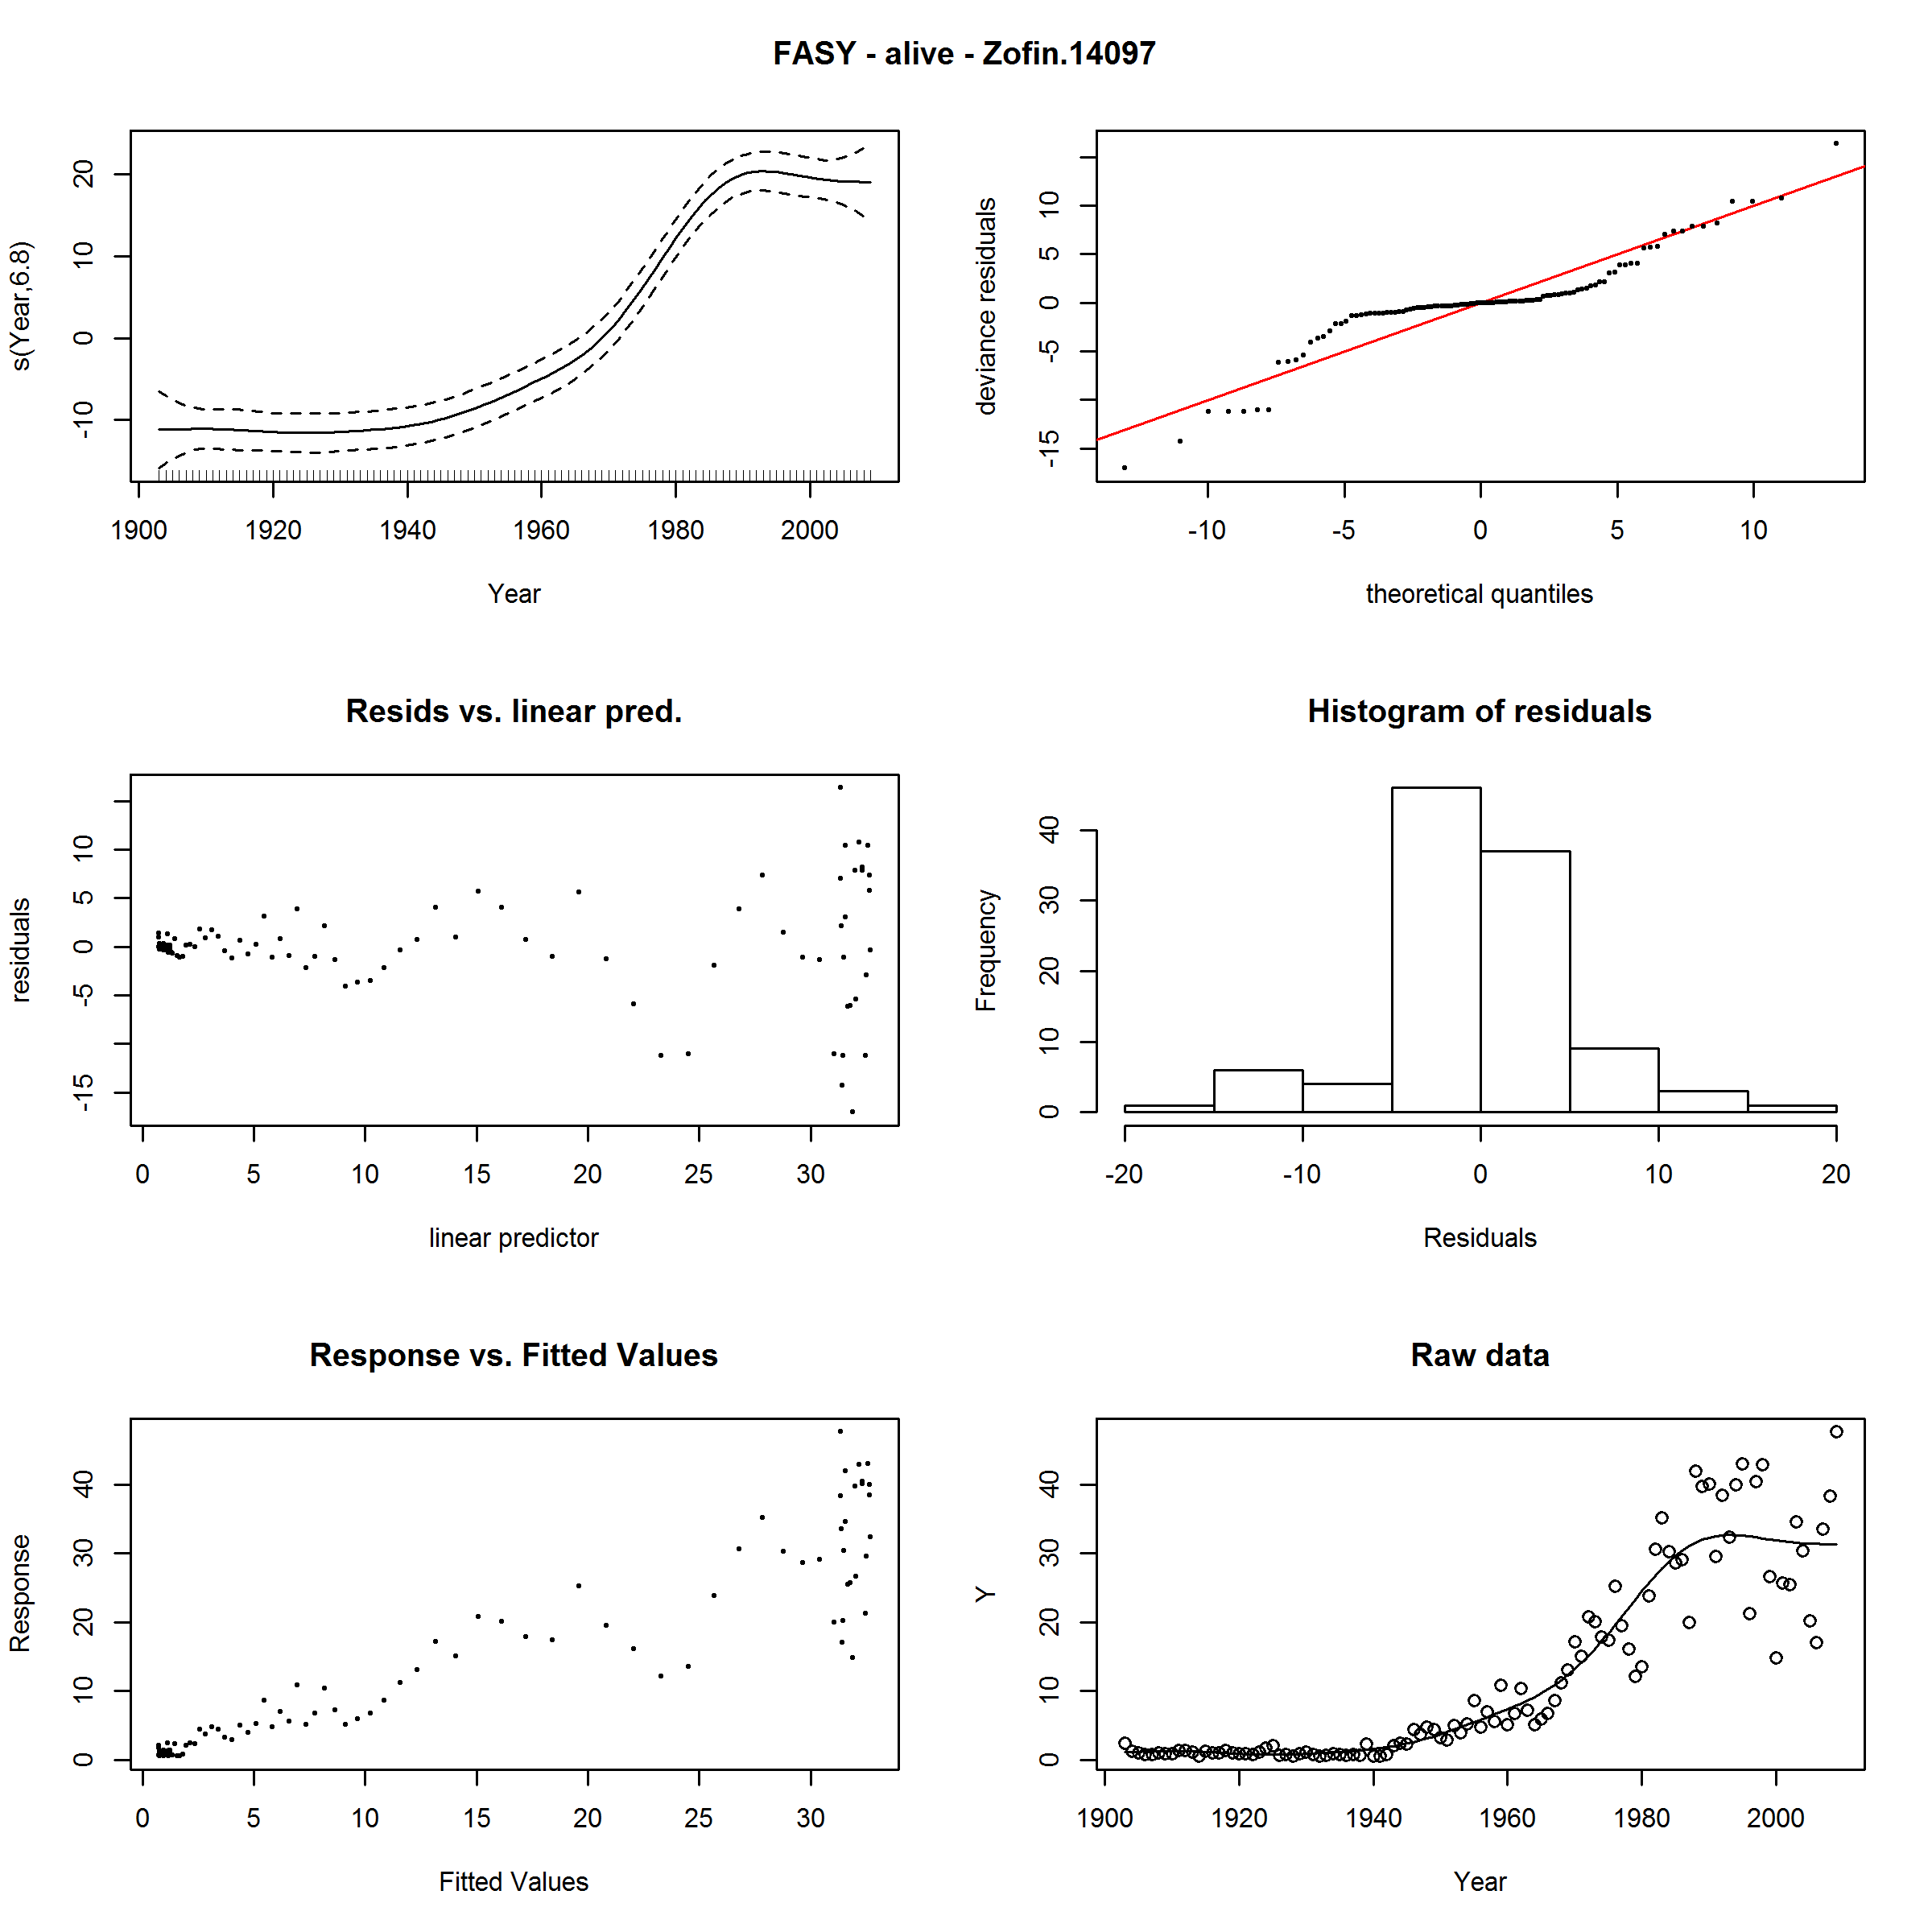 FASY - alive - Zofin.14097
s(Year,6.8)
20
10
0
-10
1900 1920 1940 1960 1980 2000
Year
deviance residuals
10
5
0
-5
-15
-10 -5 0 5 10
theoretical quantiles
Resids vs. linear pred.
residuals
10
5
0
-5
-15
0 5 10 15 20 25 30
linear predictor
Histogram of residuals
Frequency
40
30
20
10
0
-20 -10 0 10 20
Residuals
Response vs. Fitted Values
Response
40
30
20
10
0
0 5 10 15 20 25 30
Fitted Values
Raw data
Y
40
30
20
10
0
1900 1920 1940 1960 1980 2000
Year